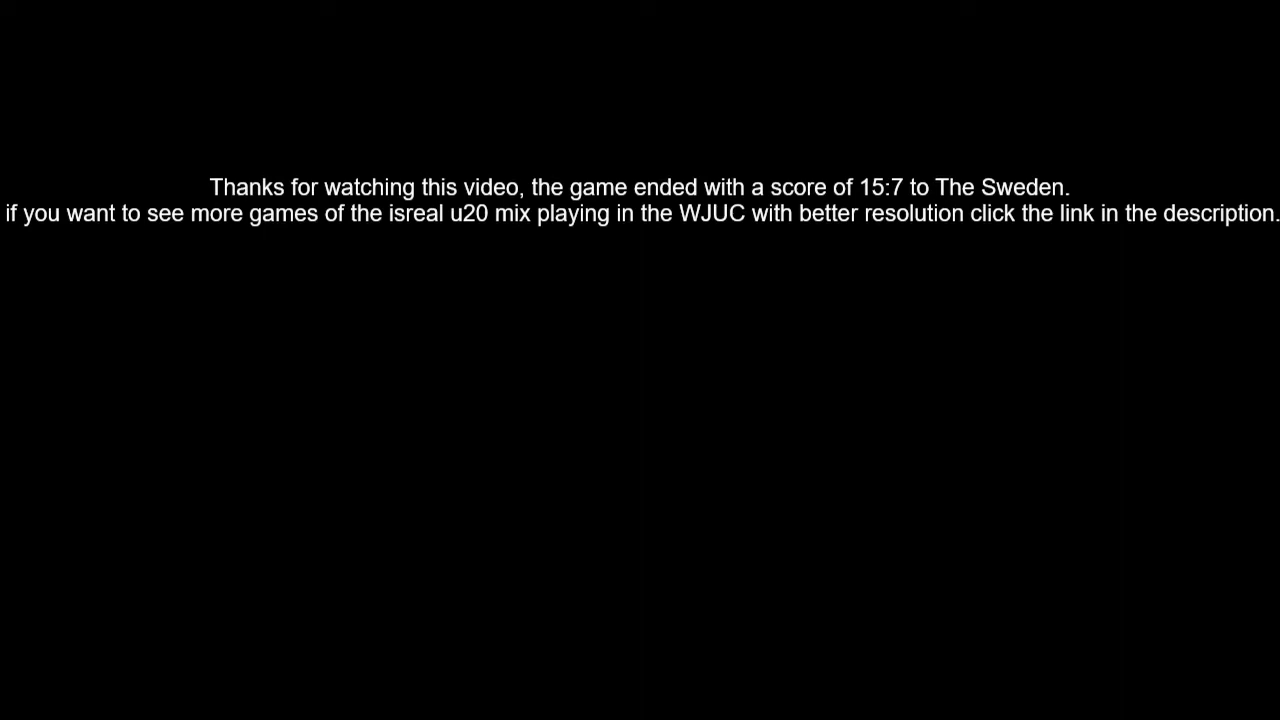 Thanks for watching this video, the game ended with a score of 15:7 to The Sweden.
if you want to see more games of the isreal u20 mix playing in the WJUC with better resolution click the link in the description.